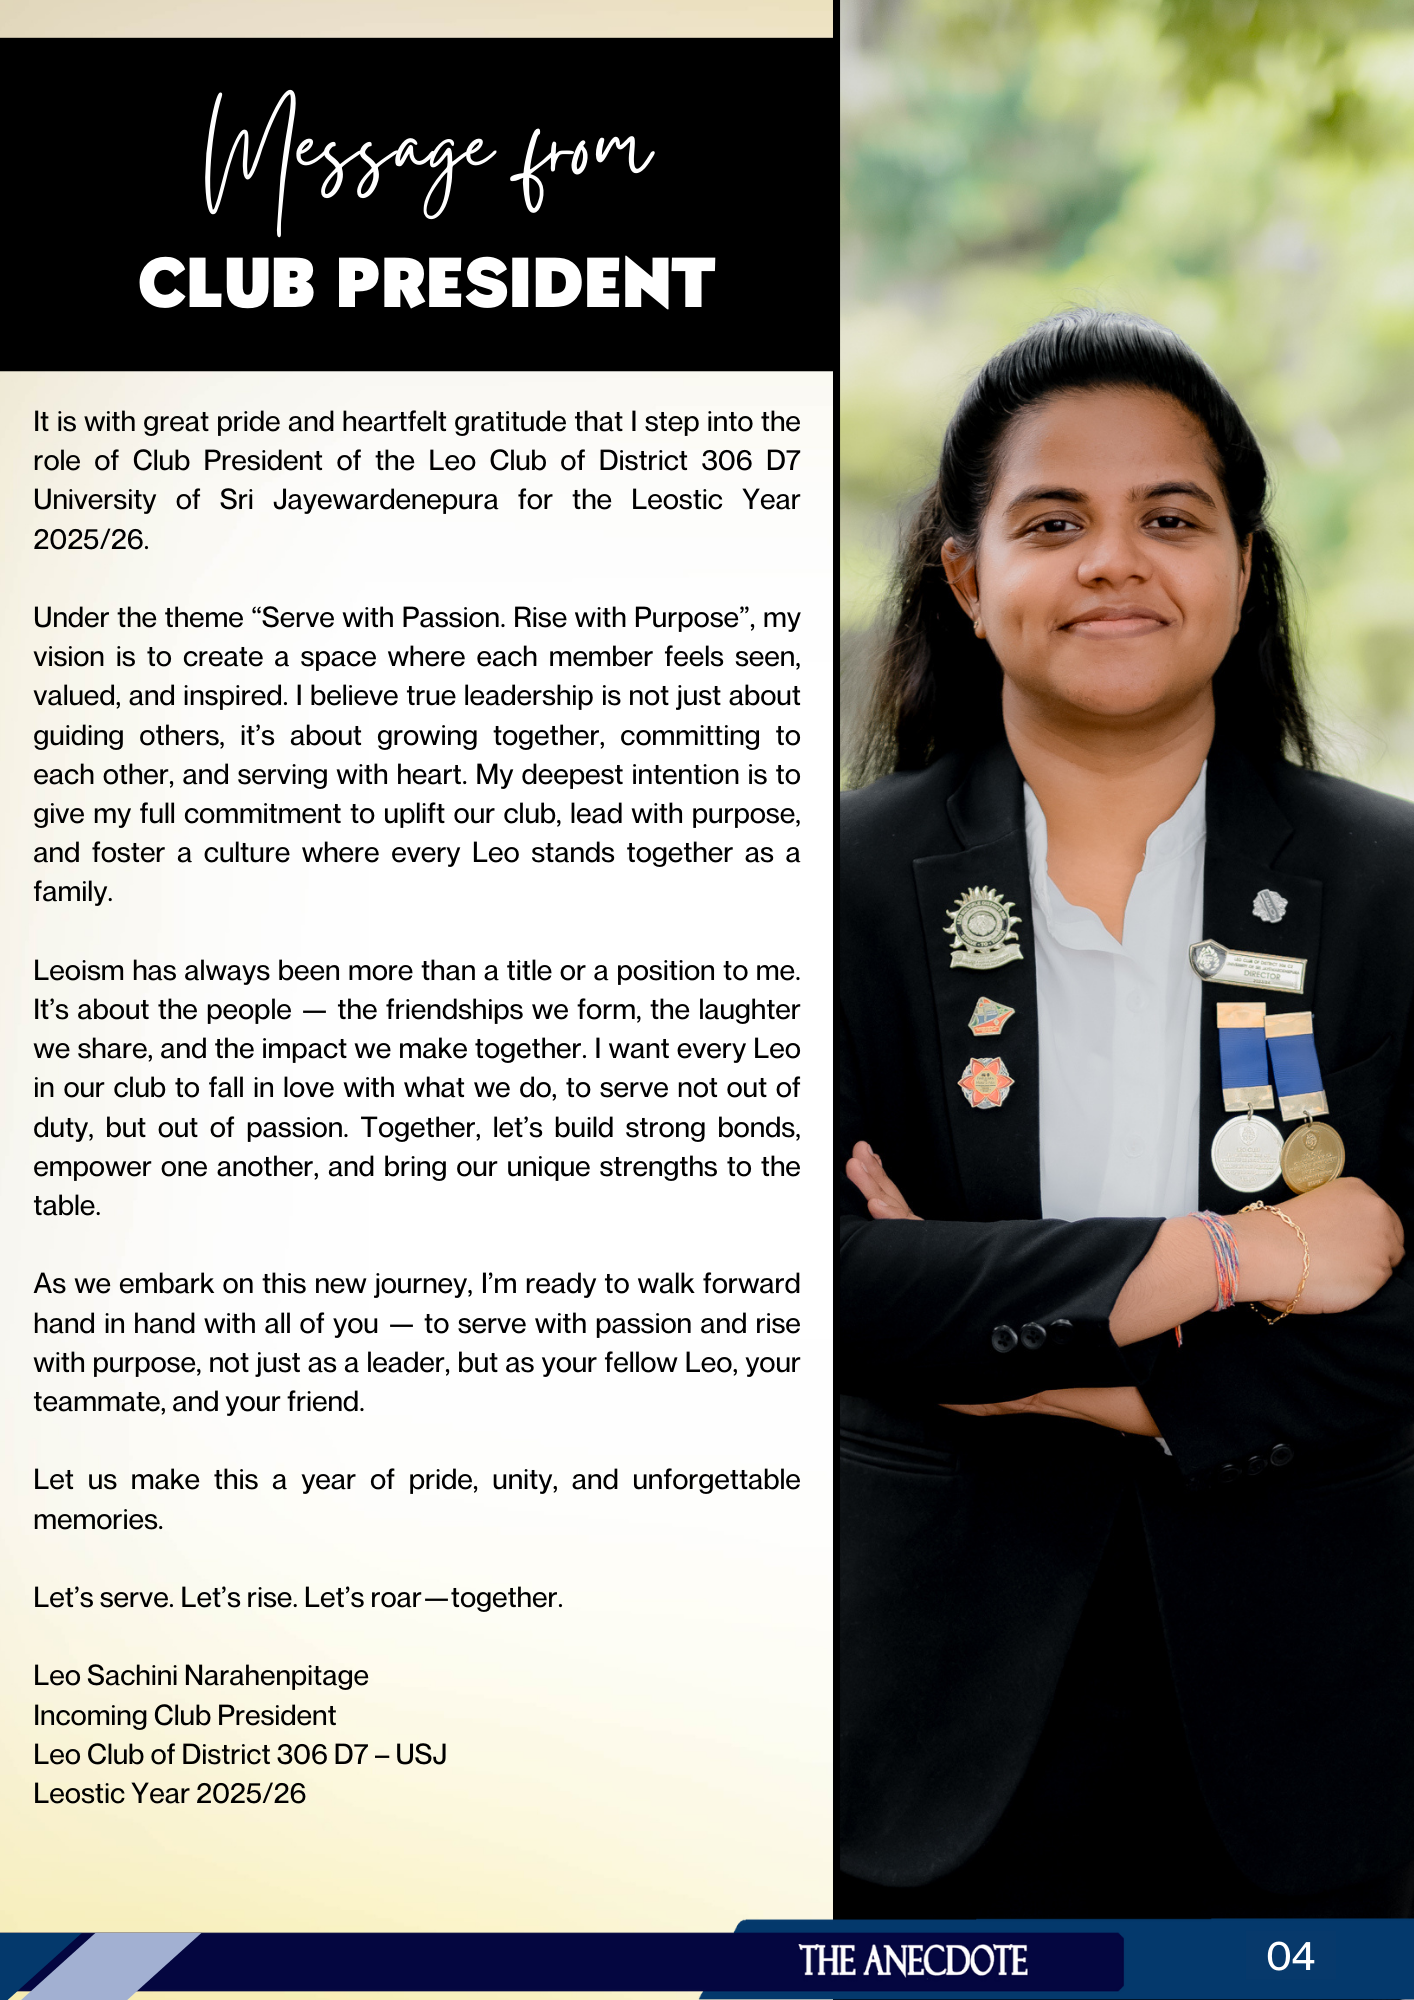 Message from
CLUB PRESIDENT
It is with great pride and heartfelt gratitude that I step into the
role of Club President of the Leo Club of District 306 D7
University of Sri Jayewardenepura for the Leostic Year
2025/26.
Under the theme “Serve with Passion. Rise with Purpose”, my
vision is to create a space where each member feels seen,
valued, and inspired. I believe true leadership is not just about
guiding others, it’s about growing together, committing to
each other, and serving with heart. My deepest intention is to
give my full commitment to uplift our club, lead with purpose,
and foster a culture where every Leo stands together as a
family.
Leoism has always been more than a title or a position to me.
It’s about the people — the friendships we form, the laughter
we share, and the impact we make together. I want every Leo
in our club to fall in love with what we do, to serve not out of
duty, but out of passion. Together, let’s build strong bonds,
empower one another, and bring our unique strengths to the
table.
As we embark on this new journey, I’m ready to walk forward
hand in hand with all of you — to serve with passion and rise
with purpose, not just as a leader, but as your fellow Leo, your
teammate, and your friend.
Let us make this a year of pride, unity, and unforgettable
memories.
Let’s serve. Let’s rise. Let’s roar—together.
Leo Sachini Narahenpitage
Incoming Club President
Leo Club of District 306 D7 – USJ
Leostic Year 2025/26
DIRECTOR
THE ANECDOTE
04